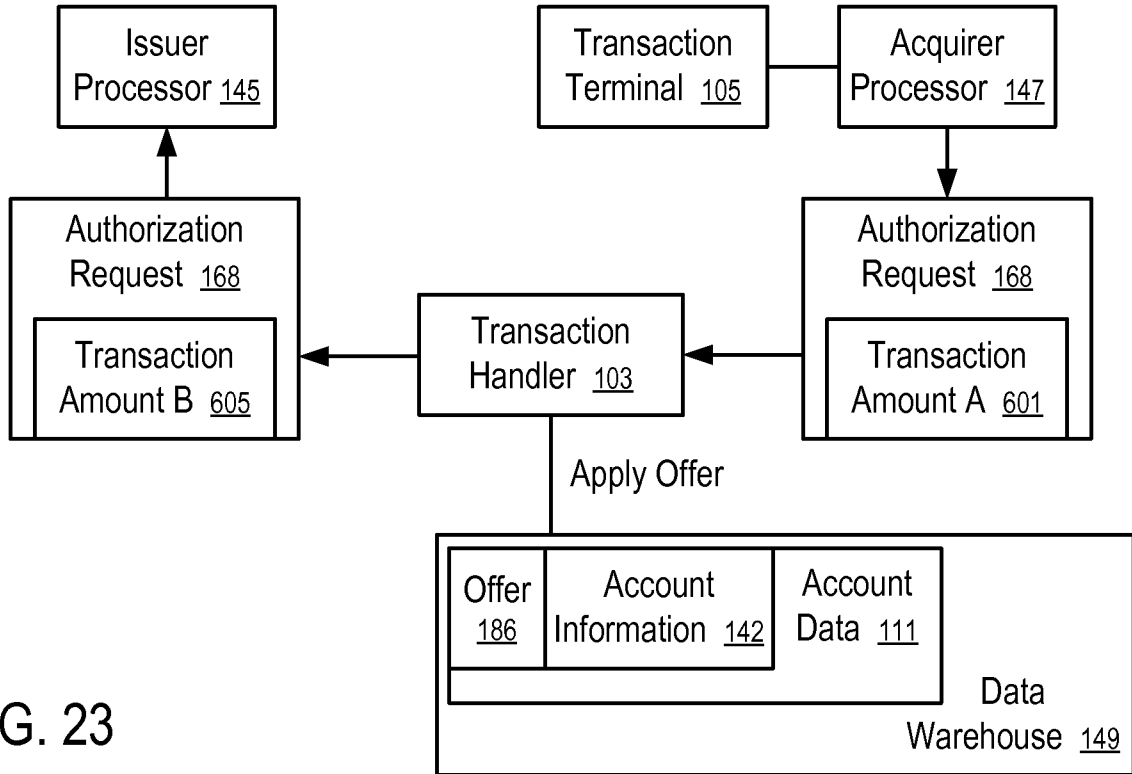 Issuer
Processor 145
Transaction
Terminal 105
Acquirer
Processor 147
Authorization
Request 168
Transaction
Amount B 605
Transaction
Handler 103
Authorization
Request 168
Transaction
Amount A 601
Apply Offer
Offer
186
Account
Information 142
Account
Data 111
Data
Warehouse 149
G. 23